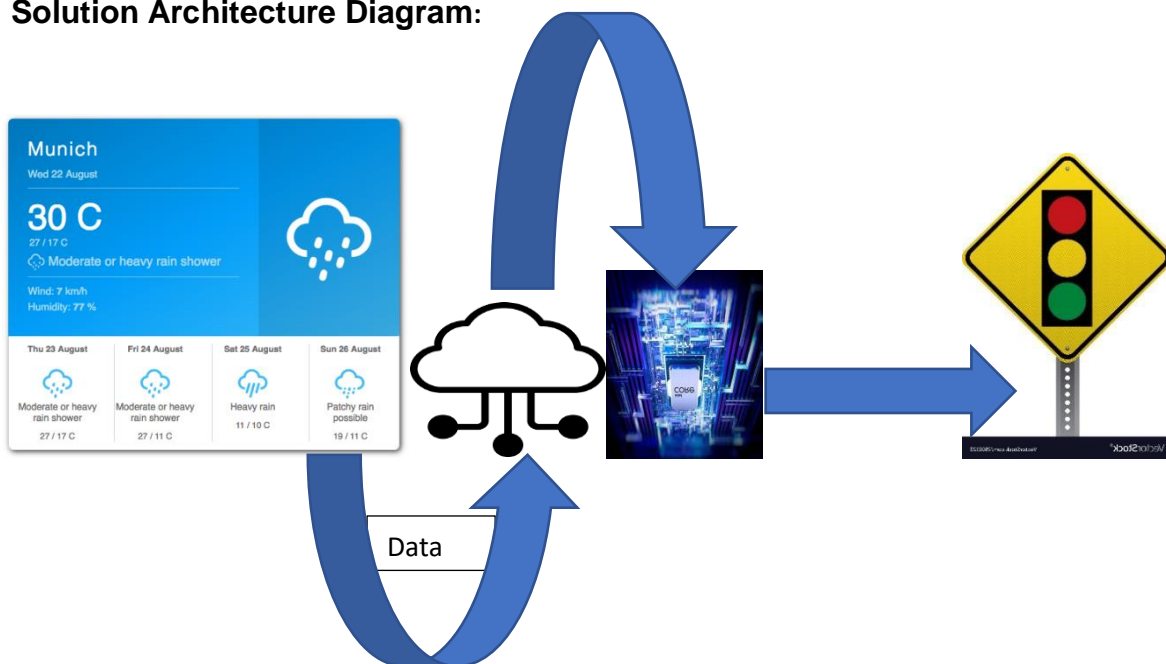 Solution Architecture Diagram:
Munich
Wed 22 August
30 C
27 / 17 C
Moderate or heavy rain shower
Wind: 7 km/h
Humidity: 77 %
Thu 23 August
Moderate or heavy
rain shower
27 / 17 C
Fri 24 August
Moderate or heavy
rain shower
27 / 11 C
Sat 25 August
Heavy rain
11 / 10 C
Sun 26 August
Patchy rain
possible
19 / 11 C
Data
VectorStock®